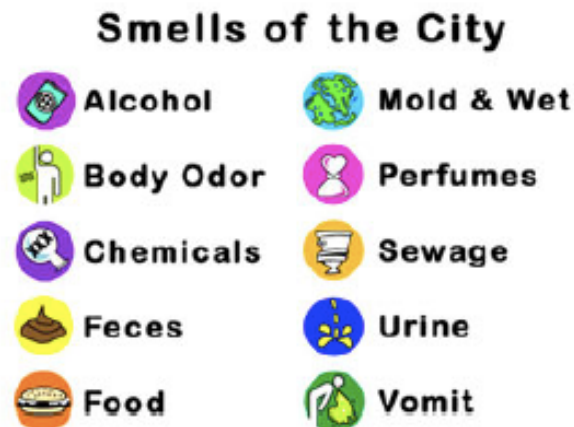 Smells of the City
Alcohol
Body Odor
Chemicals
Feces
Food
Mold & Wet
Perfumes
Sewage
Urine
Vomit